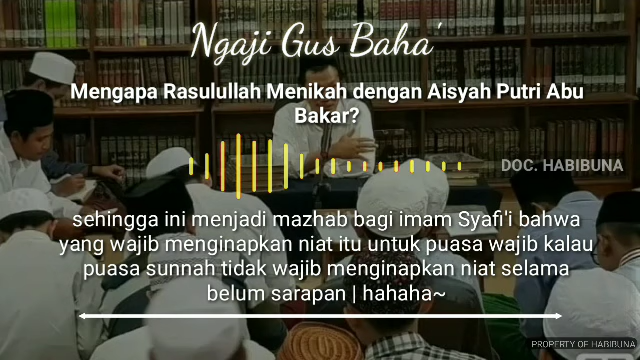 Ngaji Gus Baha'
Mengapa Rasulullah Menikah dengan Aisyah Putri Abu
Bakar?
DOC. HABIBUNA
sehingga ini menjadi mazhab bagi imam Syafi'i bahwa
yang wajib menginapkan niat itu untuk puasa wajib kalau
puasa sunnah tidak wajib menginapkan niat selama
belum sarapan | hahaha~
PROPERTY OF HABIBUNA